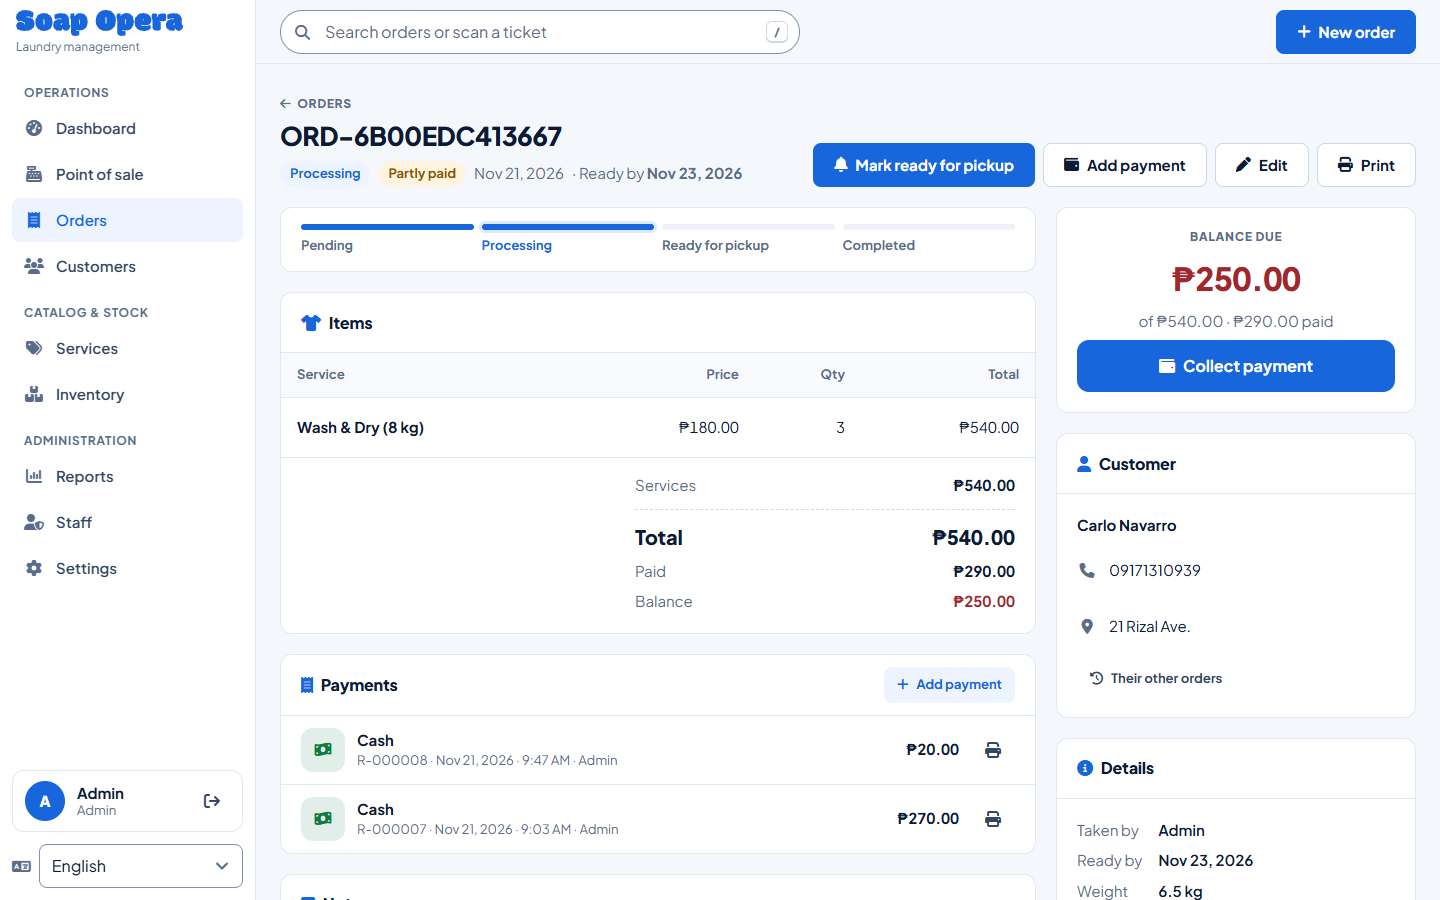 Soap Opera
Laundry management
OPERATIONS
Dashboard
Point of sale
Orders
Customers
CATALOG & STOCK
Services
Inventory
ADMINISTRATION
Reports
Staff
Settings
A
Admin
Admin
English
Search orders or scan a ticket
/
New order
ORDERS
ORD-6B00EDC413667
Processing
Partly paid
Nov 21, 2026 · Ready by Nov 23, 2026
Mark ready for pickup
Add payment
Edit
Print
Pending
Processing
Ready for pickup
Completed
Items
Service Price Qty Total
Wash & Dry (8 kg) ₱180.00 3 ₱540.00
Services ₱540.00
Total ₱540.00
Paid ₱290.00
Balance ₱250.00
Payments
Add payment
Cash
R-000008 · Nov 21, 2026 · 9:47 AM · Admin
₱20.00
Cash
R-000007 · Nov 21, 2026 · 9:03 AM · Admin
₱270.00
BALANCE DUE
₱250.00
of ₱540.00 · ₱290.00 paid
Collect payment
Customer
Carlo Navarro
09171310939
21 Rizal Ave.
Their other orders
Details
Taken by Admin
Ready by Nov 23, 2026
Weight 6.5 kg